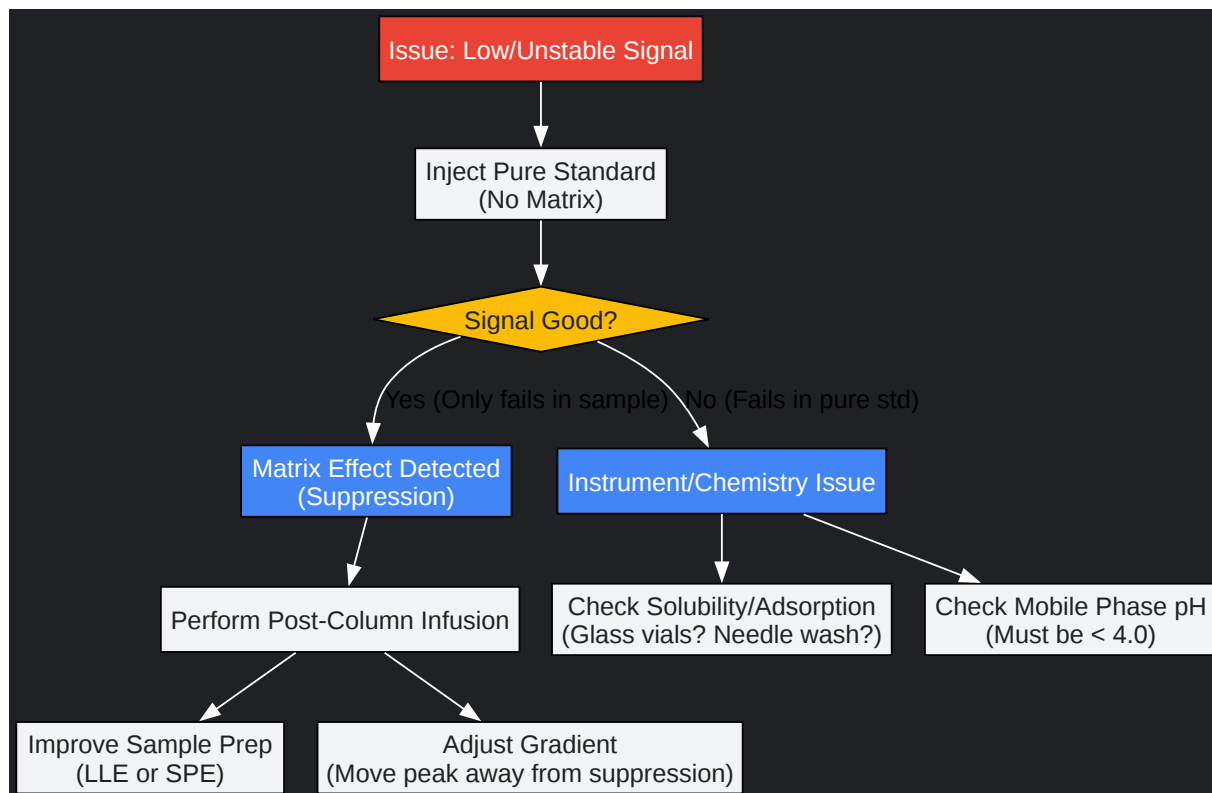 Issue: Low/Unstable Signal
Inject Pure Standard
(No Matrix)
Signal Good?
Yes (Only fails in sample)
No (Fails in pure std)
Matrix Effect Detected
(Suppression)
Instrument/Chemistry Issue
Perform Post-Column Infusion
Check Solubility/Adsorption
(Glass vials? Needle wash?)
Check Mobile Phase pH
(Must be < 4.0)
Improve Sample Prep
(LLE or SPE)
Adjust Gradient
(Move peak away from suppression)